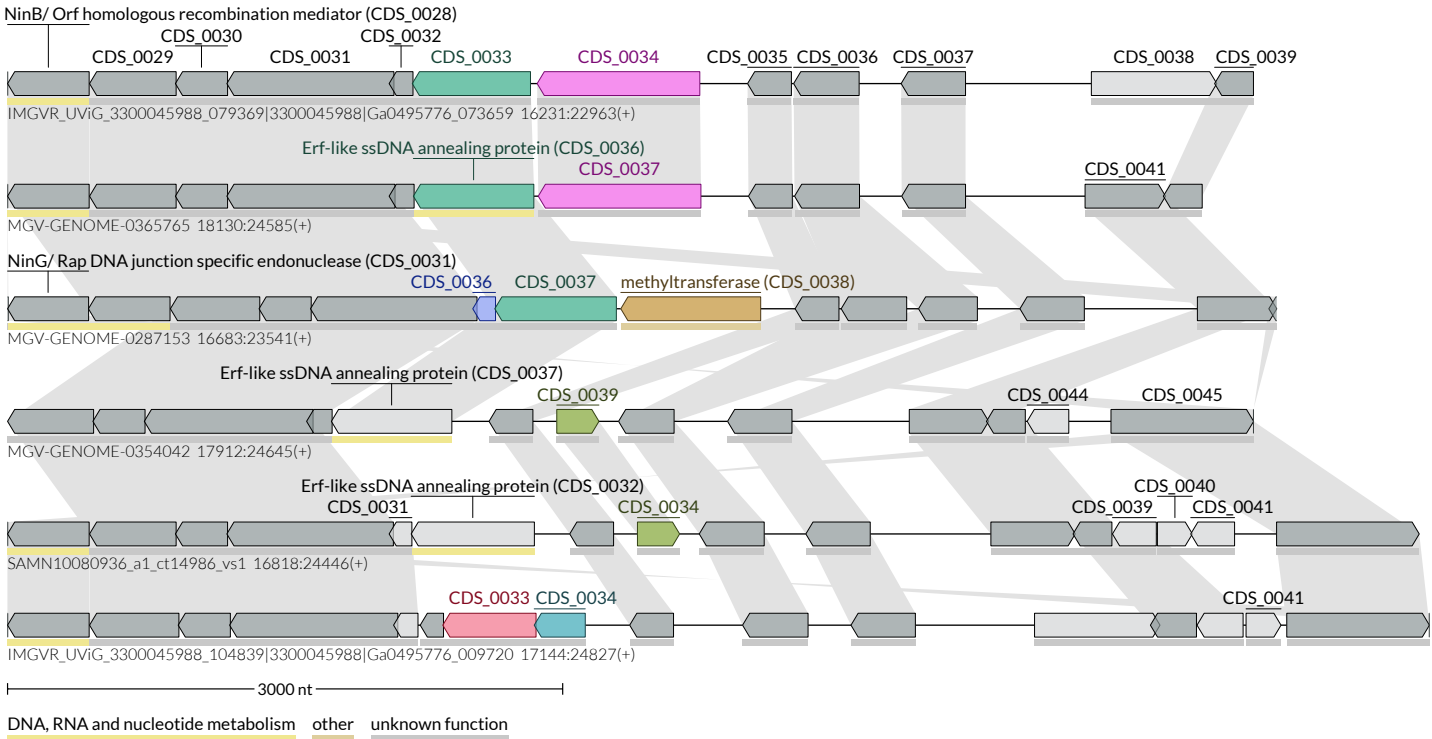 NinB/ Orf homologous recombination mediator (CDS_0028)
CDS_0030 CDS_0032
CDS_0029 CDS_0031 CDS_0033 CDS_0034 CDS_0035 CDS_0036 CDS_0037 CDS_0038 CDS_0039
IMGVR_UViG_3300045988_079369|3300045988|Ga0495776_073659 16231:22963(+)
Erf-like ssDNA annealing protein (CDS_0036)
CDS_0037 CDS_0041
MGV-GENOME-0365765 18130:24585(+)
NinG/ Rap DNA junction specific endonuclease (CDS_0031)
CDS_0036 CDS_0037 methyltransferase (CDS_0038)
MGV-GENOME-0287153 16683:23541(+)
Erf-like ssDNA annealing protein (CDS_0037)
CDS_0039 CDS_0044 CDS_0045
MGV-GENOME-0354042 17912:24645(+)
Erf-like ssDNA annealing protein (CDS_0032) CDS_0040
CDS_0031 CDS_0034 CDS_0039 CDS_0041
SAMN10080936_a1_ct14986_vs1 16818:24446(+)
CDS_0033 CDS_0034 CDS_0041
IMGVR_UViG_3300045988_104839|3300045988|Ga0495776_009720 17144:24827(+)
3000 nt
DNA, RNA and nucleotide metabolism other unknown function